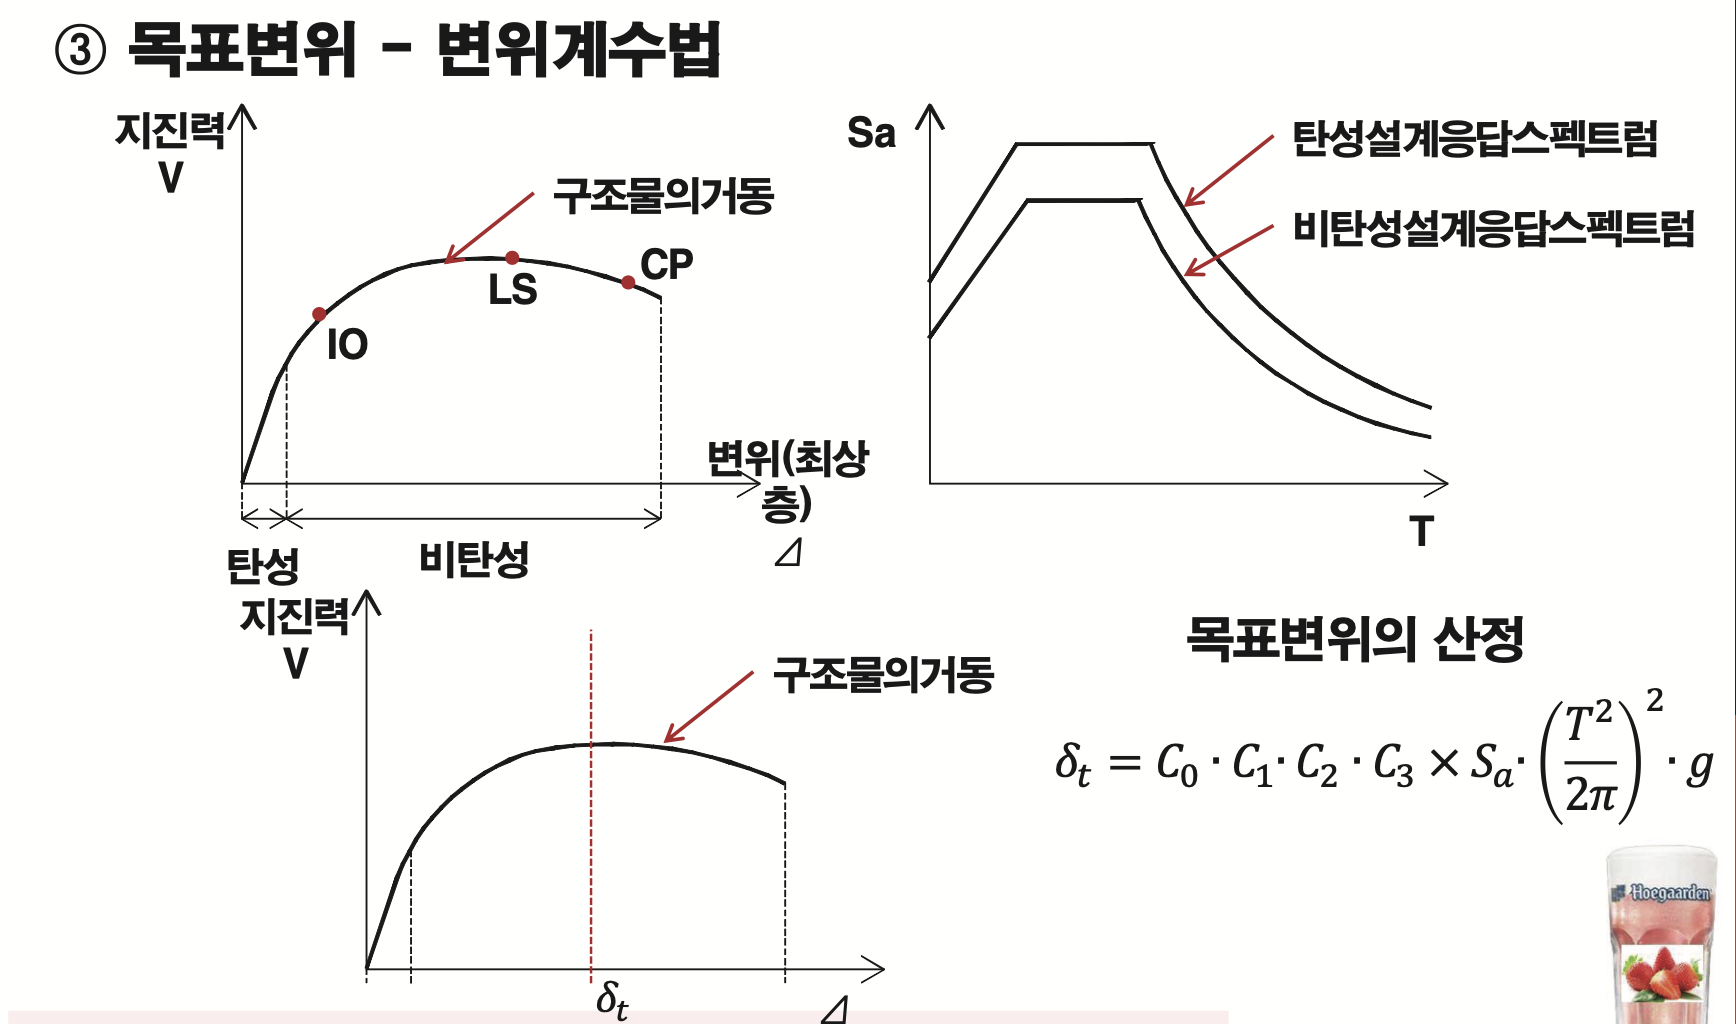 ③ 목표변위 - 변위계수법
지진력
V
구조물의거동
IO
LS
CP
변위(최상
층)
⊿
탄성
비탄성
Sa
탄성설계응답스펙트럼
비탄성설계응답스펙트럼
T
지진력
V
구조물의거동
δt
⊿
목표변위의 산정
δt = C0 · C1 · C2 · C3 × Sa · (T²/2π)² · g
Hoegaarden